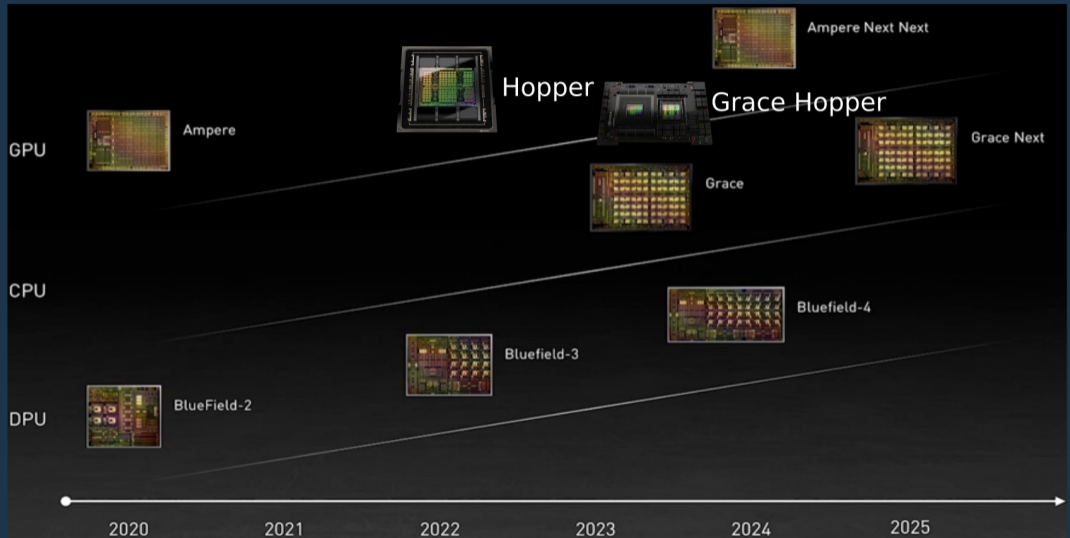 Ampere Next Next
Hopper
Grace Hopper
Ampere
GPU
Grace Next
Grace
CPU
Bluefield-4
Bluefield-3
BlueField-2
DPU
2020 2021 2022 2023 2024 2025